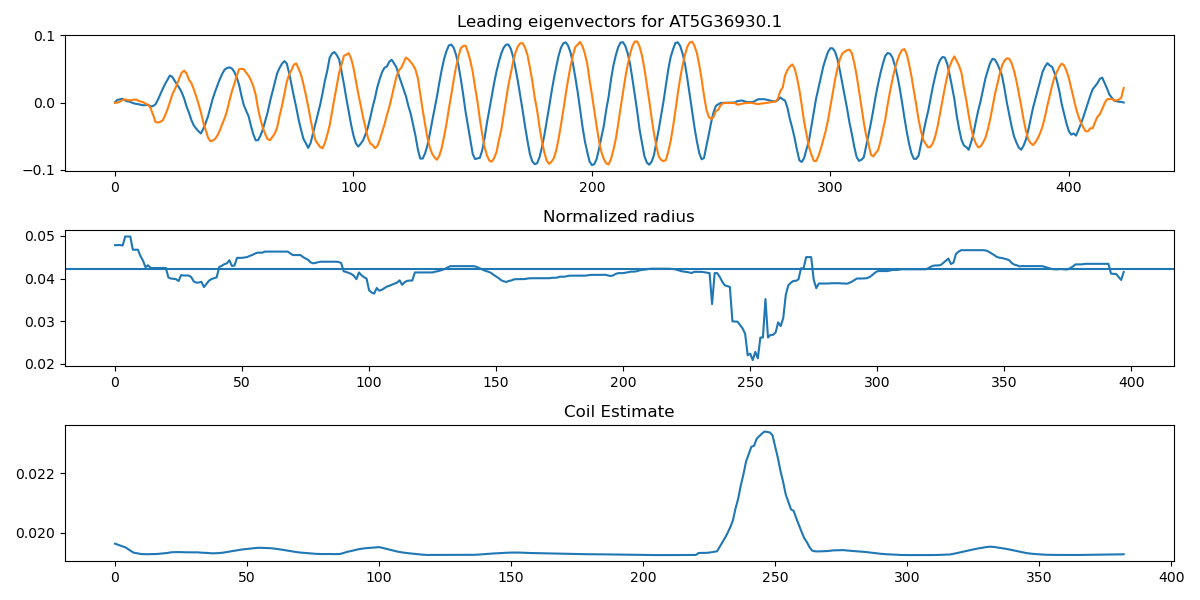 Leading eigenvectors for AT5G36930.1
0.1
0.0
−0.1
0 100 200 300 400
Normalized radius
0.05
0.04
0.03
0.02
0 50 100 150 200 250 300 350 400
Coil Estimate
0.022
0.020
0 50 100 150 200 250 300 350 400